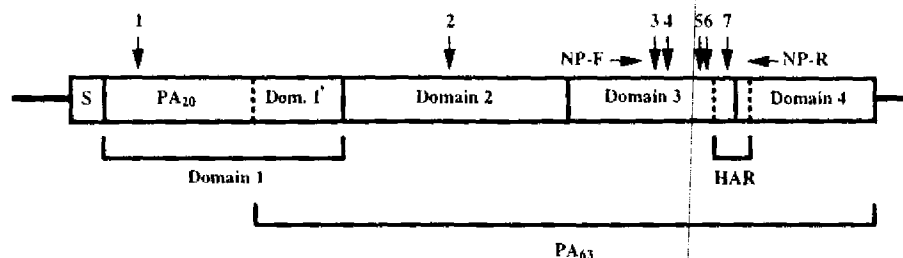 1 2 3 4 5 6 7
NP-F NP-R
S PA20 Dom. 1' Domain 2 Domain 3 Domain 4
Domain 1 HAR
PA63